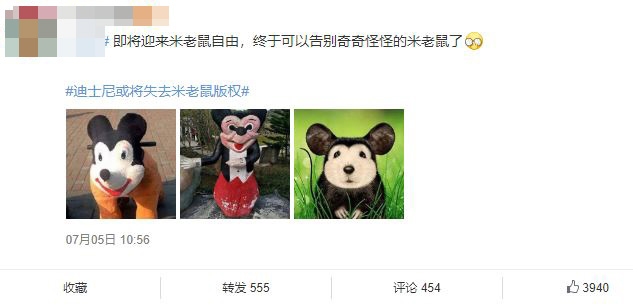 # 即将迎来米老鼠自由，终于可以告别奇奇怪怪的米老鼠了
#迪士尼或将失去米老鼠版权#
07月05日 10:56
收藏 转发 555 评论 454 3940